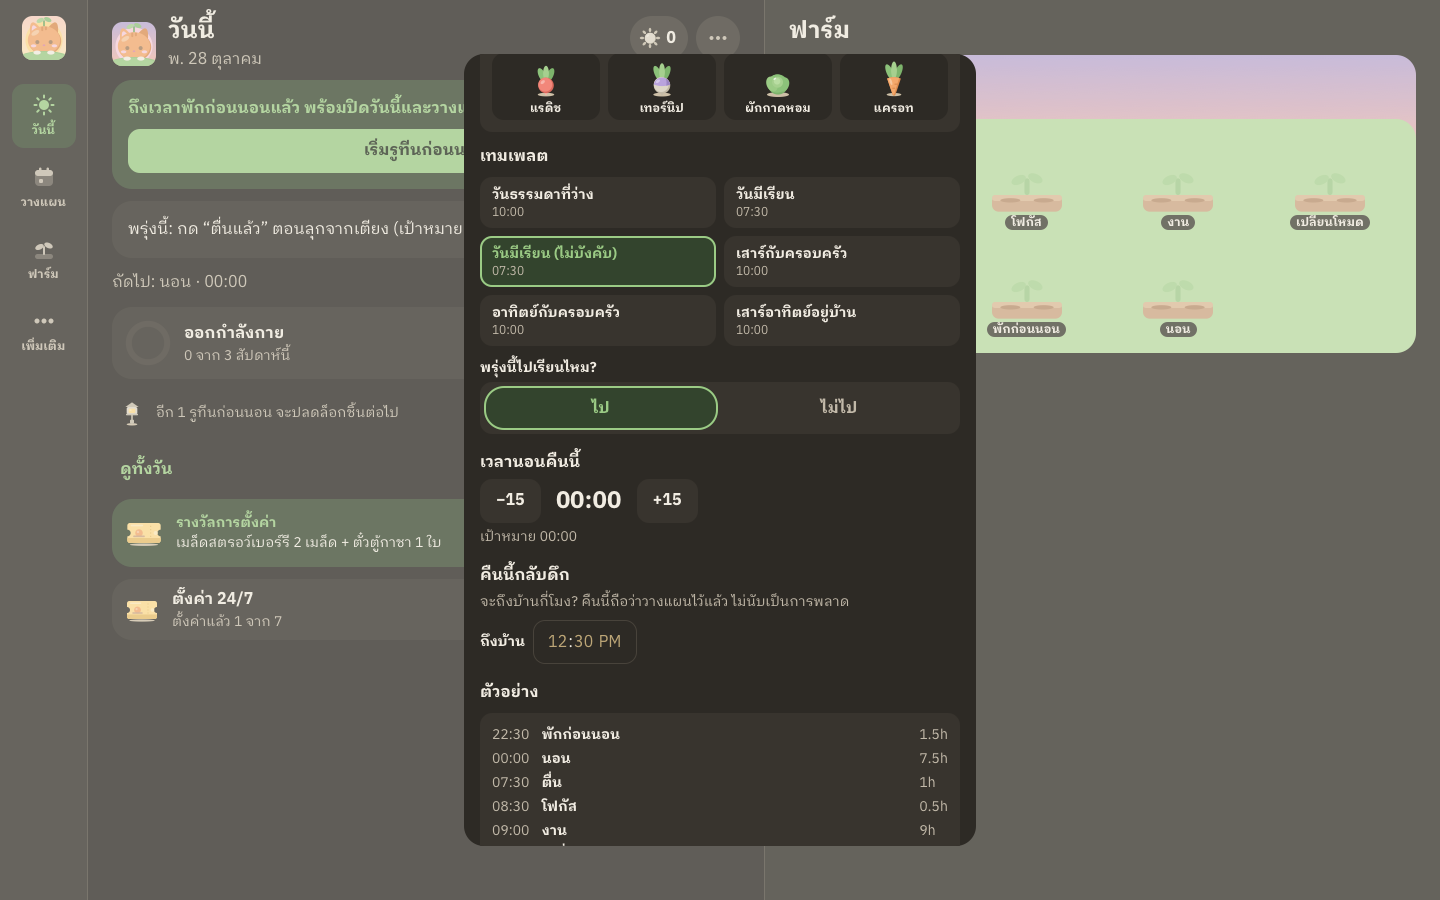 วันนี้
วางแผน
ฟาร์ม
เพิ่มเติม
วันนี้
พ. 28 ตุลาคม
0
ถึงเวลาพักก่อนนอนแล้ว พร้อมปิดวันนี้และวาง
เริ่มรูทีนก่อนน
พรุ่งนี้: กด “ตื่นแล้ว” ตอนลุกจากเตียง (เป้าหมาย
ถัดไป: นอน · 00:00
ออกกำลังกาย
0 จาก 3 สัปดาห์นี้
อีก 1 รูทีนก่อนนอน จะปลดล็อกชิ้นต่อไป
ดูทั้งวัน
รางวัลการตั้งค่า
เมล็ดสตรอว์เบอร์รี 2 เมล็ด + ตั๋วตู้กาชา 1 ใบ
ตั้งค่า 24/7
ตั้งค่าแล้ว 1 จาก 7
แรดิช
เทอร์นิป
ผักกาดหอม
แครอท
เทมเพลต
วันธรรมดาที่ว่าง
10:00
วันมีเรียน
07:30
วันมีเรียน (ไม่บังคับ)
07:30
เสาร์กับครอบครัว
10:00
อาทิตย์กับครอบครัว
10:00
เสาร์อาทิตย์อยู่บ้าน
10:00
พรุ่งนี้ไปเรียนไหม?
ไป
ไม่ไป
เวลานอนคืนนี้
−15
00:00
+15
เป้าหมาย 00:00
คืนนี้กลับดึก
จะถึงบ้านกี่โมง? คืนนี้ถือว่าวางแผนไว้แล้ว ไม่นับเป็นการพลาด
ถึงบ้าน
12:30 PM
ตัวอย่าง
22:30 พักก่อนนอน 1.5h
00:00 นอน 7.5h
07:30 ตื่น 1h
08:30 โฟกัส 0.5h
09:00 งาน 9h
ฟาร์ม
โฟกัส
งาน
เปลี่ยนโหมด
พักก่อนนอน
นอน